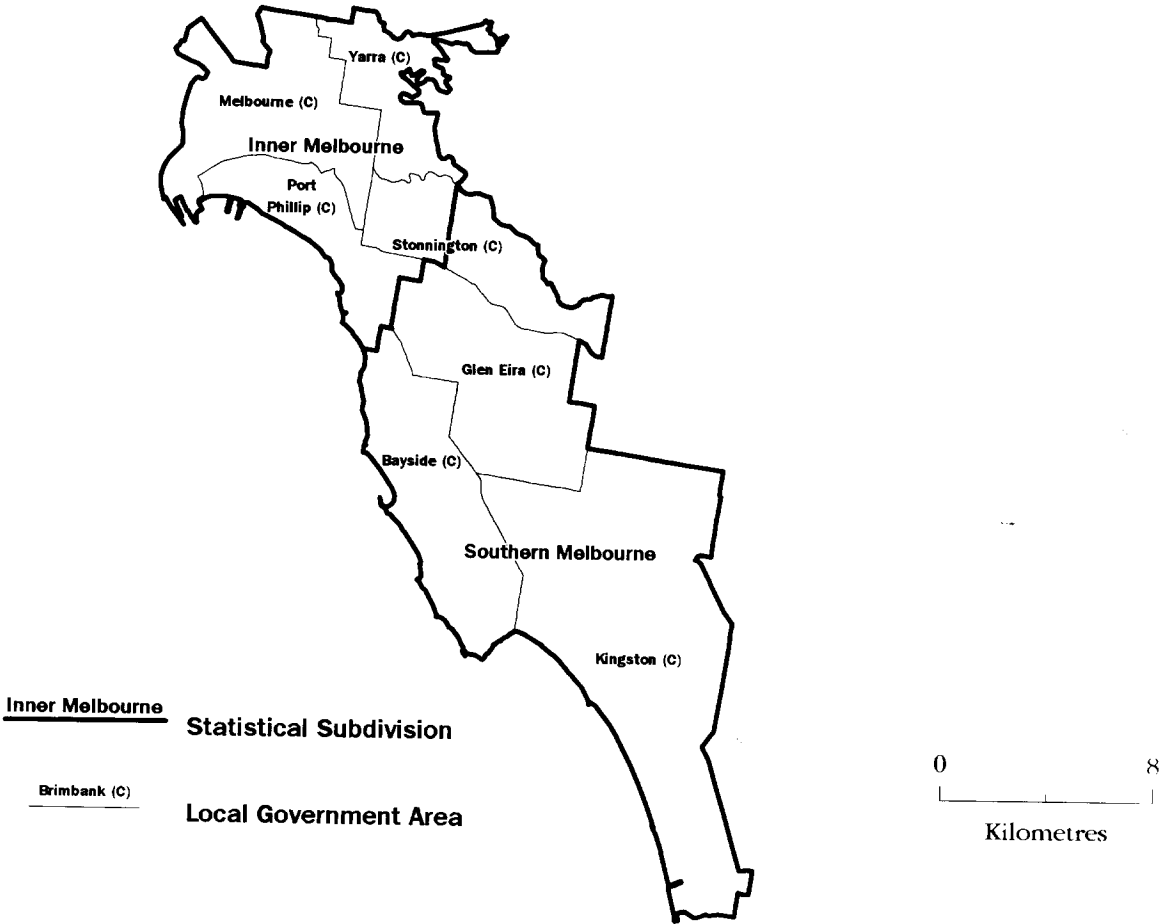 Yarra (C)
Melbourne (C)
Inner Melbourne
Port
Phillip (C)
Stonnington (C)
Glen Eira (C)
Bayside (C)
Southern Melbourne
Kingston (C)
Inner Melbourne
Statistical Subdivision
Brimbank (C)
Local Government Area
0 8
Kilometres